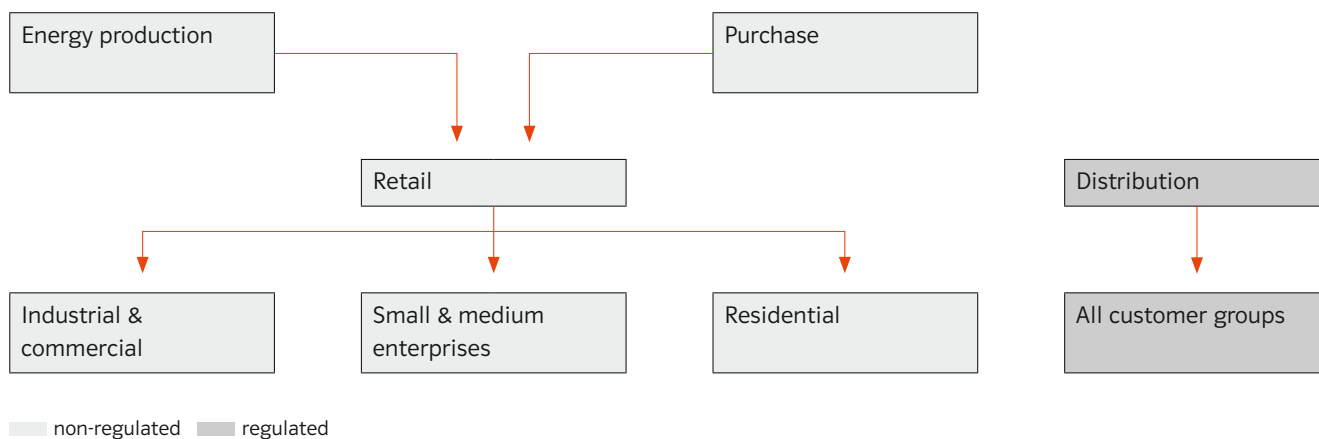 Energy production
Purchase
Retail
Distribution
Industrial &
commercial
Small & medium
enterprises
Residential
All customer groups
non-regulated
regulated